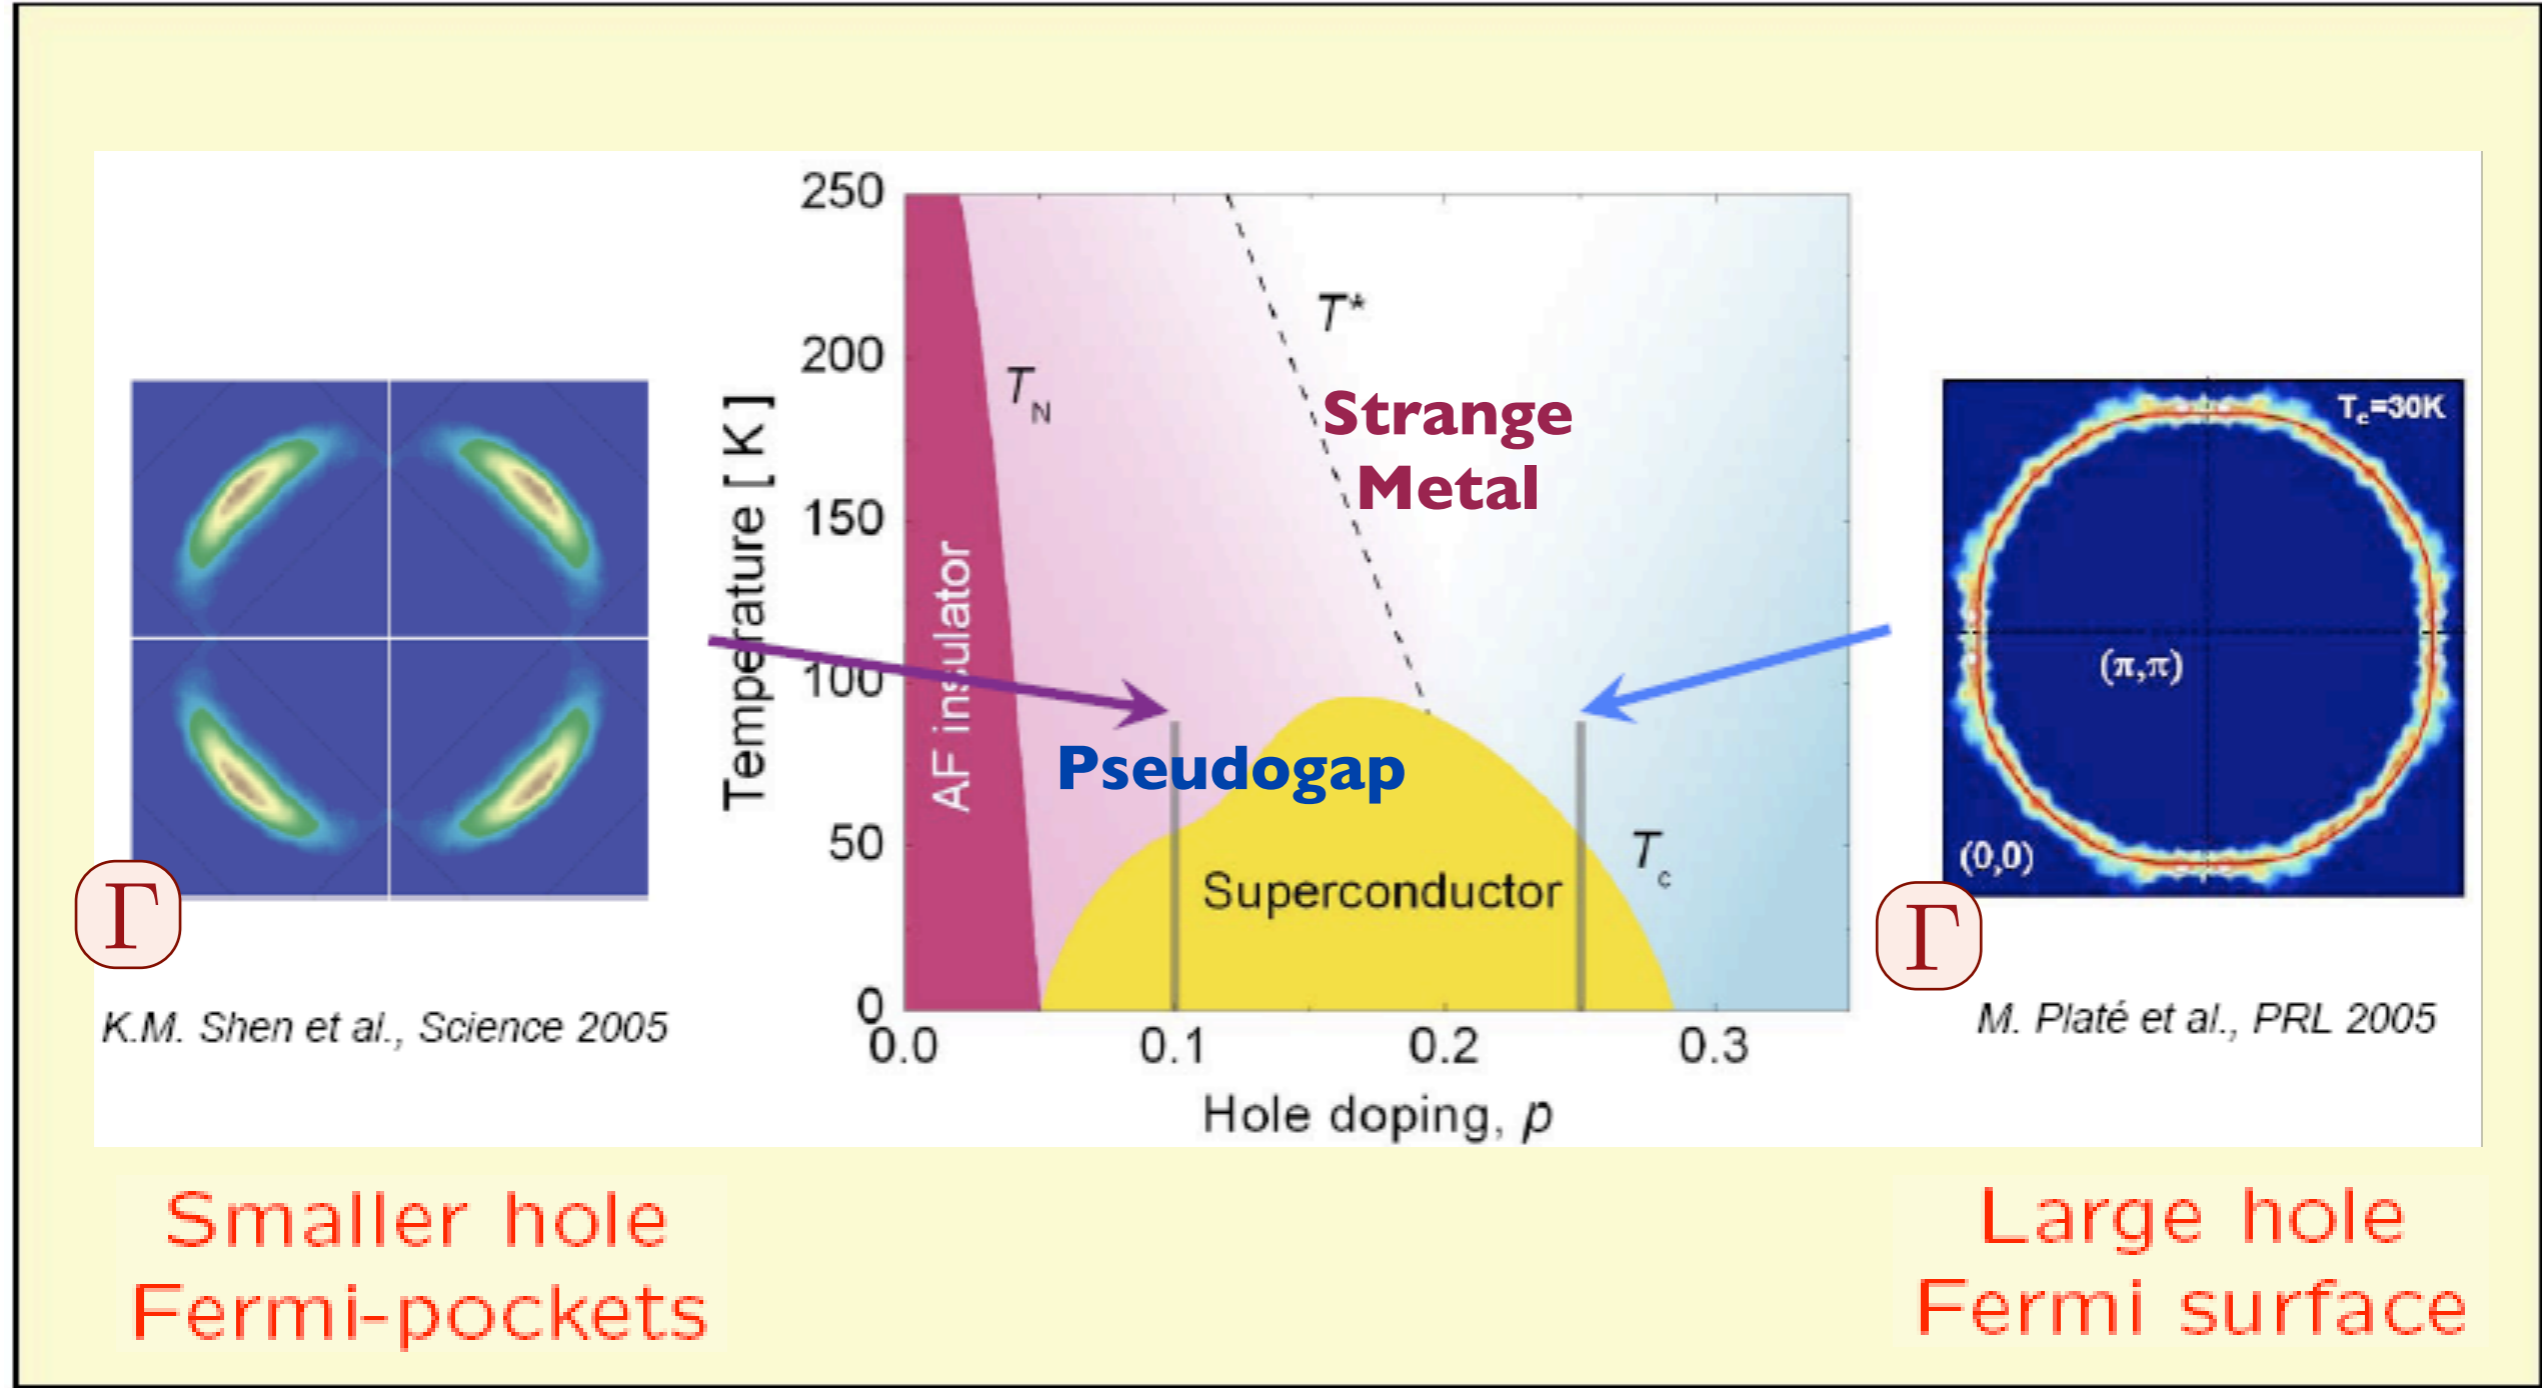 250
200
150
100
50
0
Temperature [ K ]
0.0
0.1
0.2
0.3
Hole doping, p
AF insulator
T_N
T*
Strange
Metal
Pseudogap
Superconductor
T_c
Γ
K.M. Shen et al., Science 2005
Smaller hole
Fermi-pockets
T_c=30K
(π,π)
(0,0)
Γ
M. Platé et al., PRL 2005
Large hole
Fermi surface